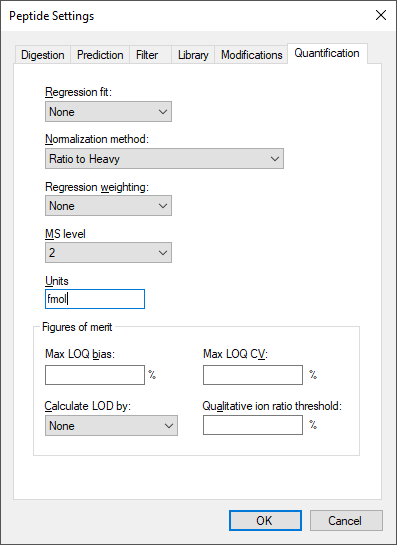 Peptide Settings
Digestion Prediction Filter Library Modifications Quantification
Regression fit:
None
Normalization method:
Ratio to Heavy
Regression weighting:
None
MS level
2
Units
fmol
Figures of merit
Max LOQ bias: Max LOQ CV:
% %
Calculate LOD by: Qualitative ion ratio threshold:
None %
OK Cancel